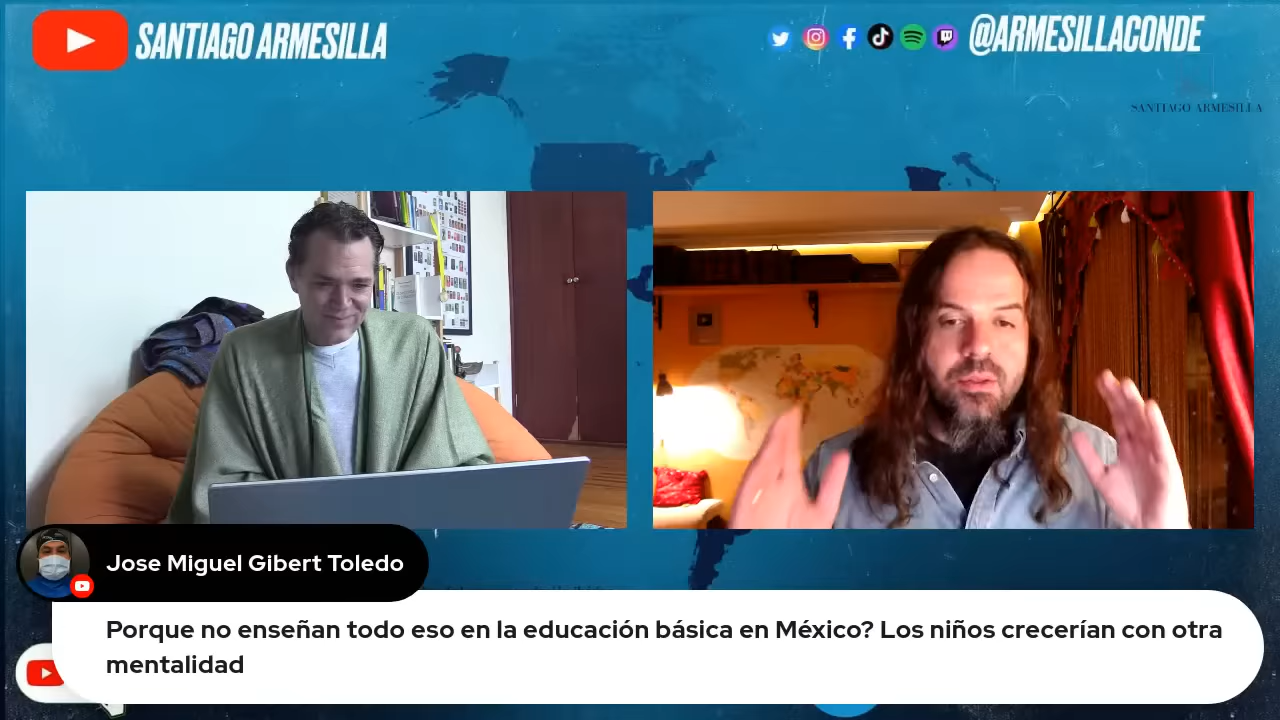 SANTIAGO ARMESILLA
@ARMESILLACONDE
SANTIAGO ARMESILLA
Jose Miguel Gibert Toledo
Porque no enseñan todo eso en la educación básica en México? Los niños crecerían con otra
mentalidad